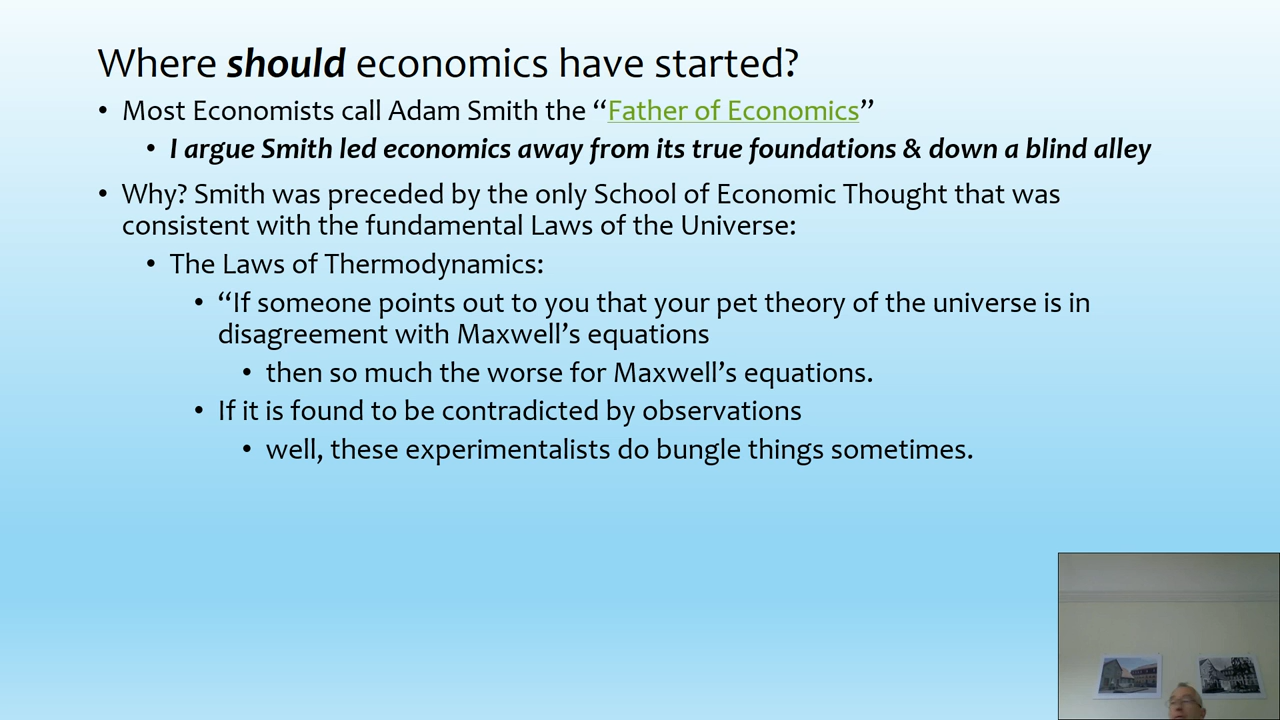 Where should economics have started?
• Most Economists call Adam Smith the “Father of Economics”
• I argue Smith led economics away from its true foundations & down a blind alley
• Why? Smith was preceded by the only School of Economic Thought that was
consistent with the fundamental Laws of the Universe:
• The Laws of Thermodynamics:
• “If someone points out to you that your pet theory of the universe is in
disagreement with Maxwell’s equations
• then so much the worse for Maxwell’s equations.
• If it is found to be contradicted by observations
• well, these experimentalists do bungle things sometimes.